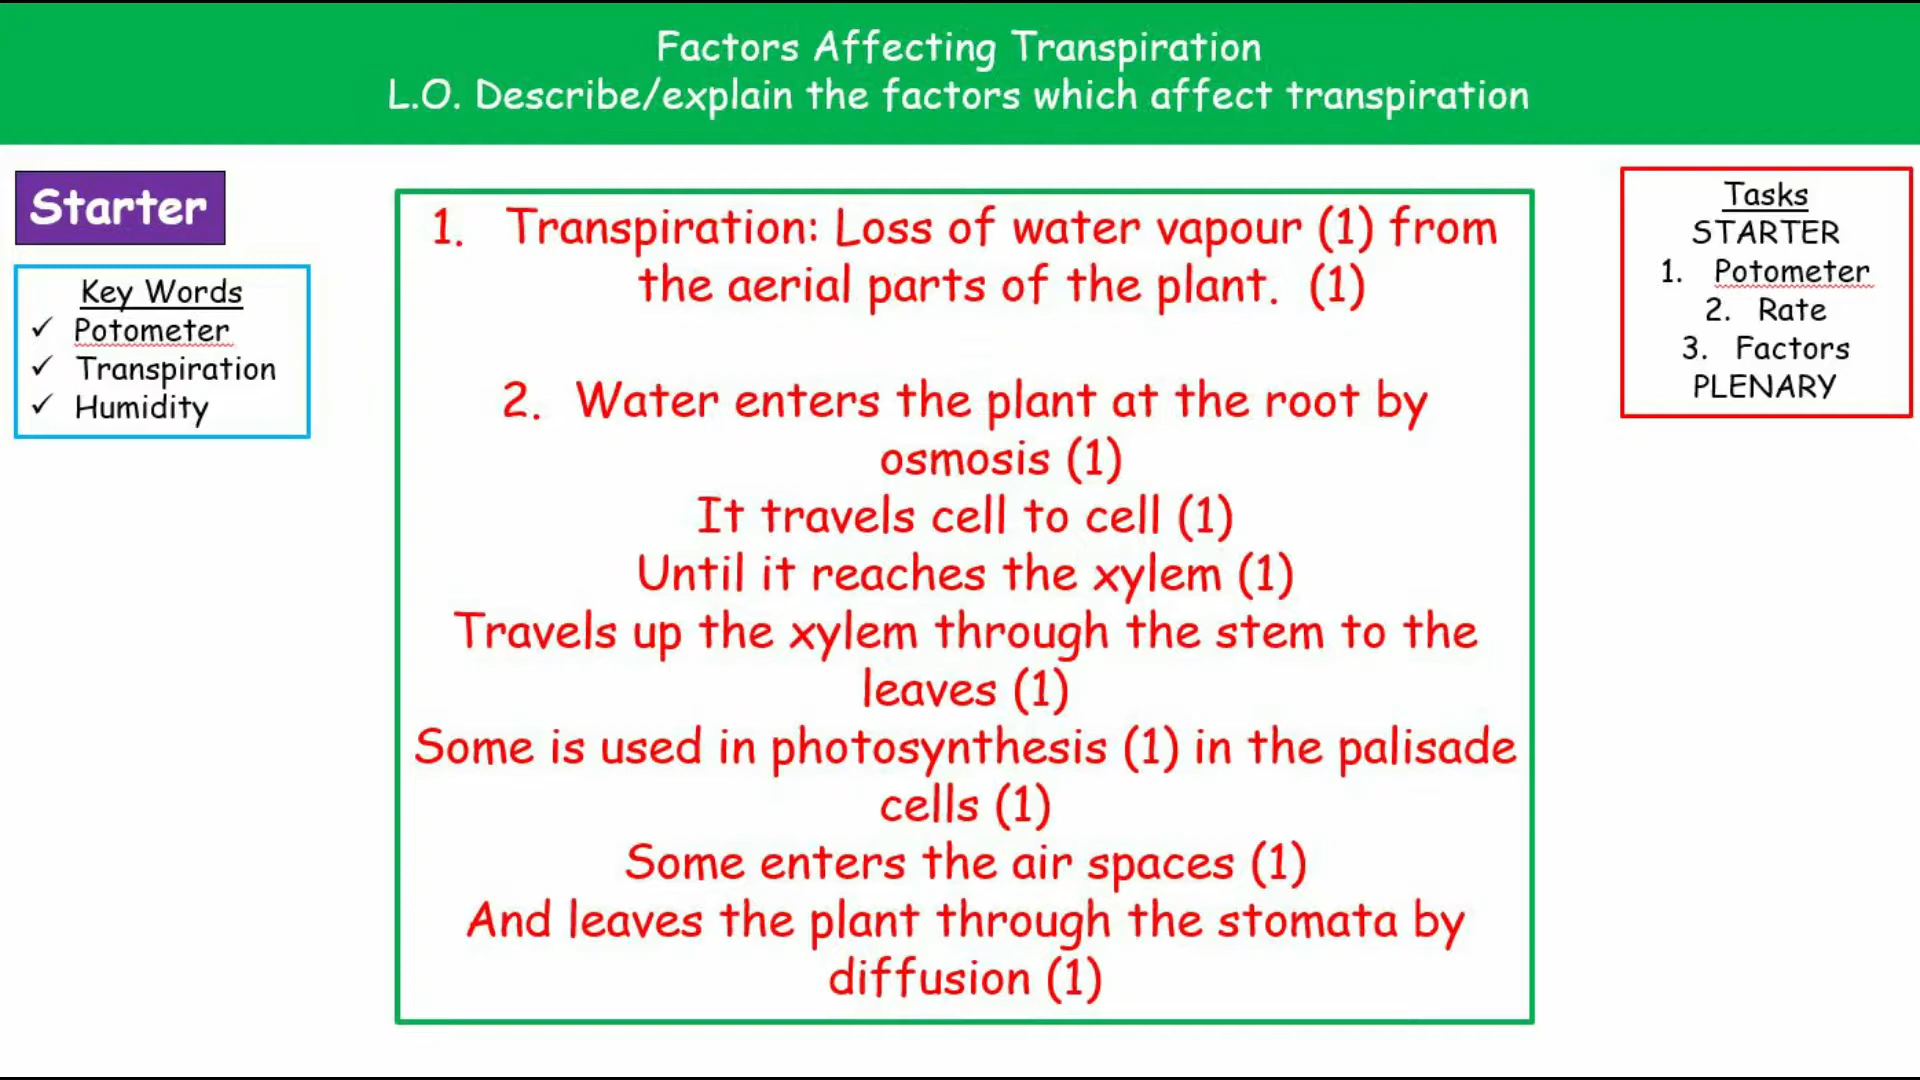 Factors Affecting Transpiration
L.O. Describe/explain the factors which affect transpiration
Starter
Key Words
✓ Potometer
✓ Transpiration
✓ Humidity
1. Transpiration: Loss of water vapour (1) from
the aerial parts of the plant. (1)
2. Water enters the plant at the root by
osmosis (1)
It travels cell to cell (1)
Until it reaches the xylem (1)
Travels up the xylem through the stem to the
leaves (1)
Some is used in photosynthesis (1) in the palisade
cells (1)
Some enters the air spaces (1)
And leaves the plant through the stomata by
diffusion (1)
Tasks
STARTER
1. Potometer
2. Rate
3. Factors
PLENARY